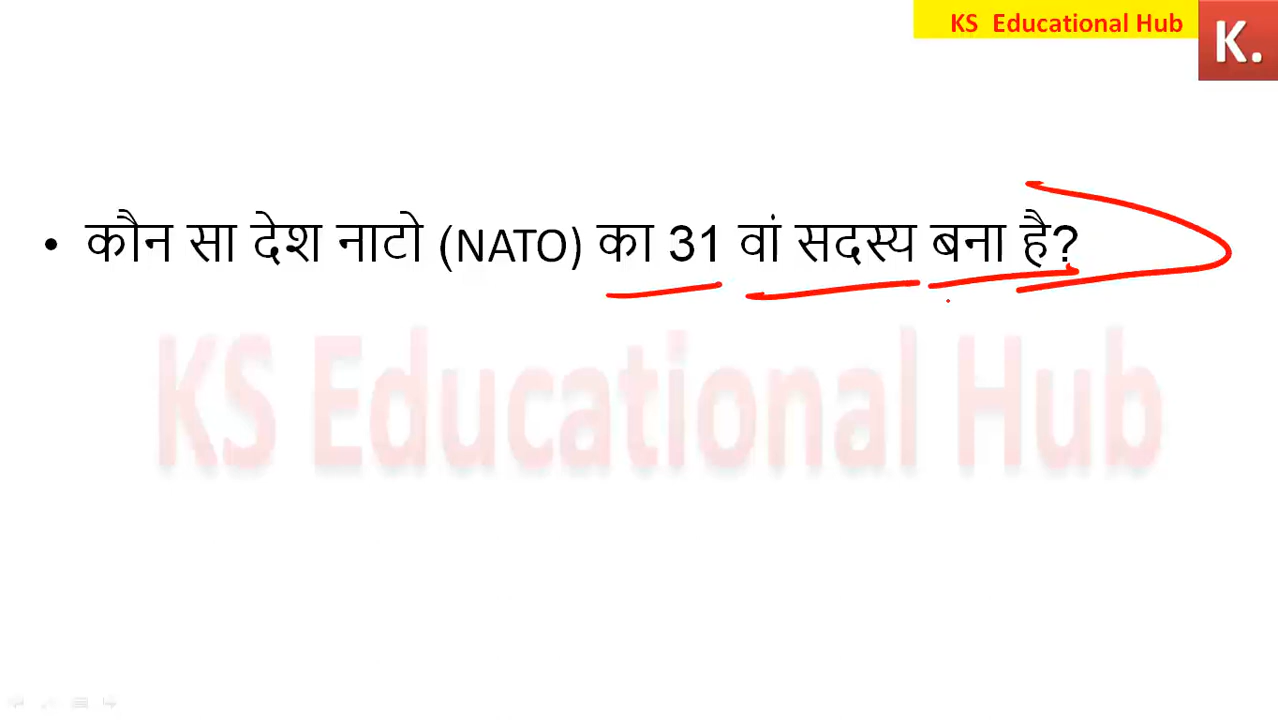 KS Educational Hub
K.
• कौन सा देश नाटो (NATO) का 31 वां सदस्य बना है?
KS Educational Hub